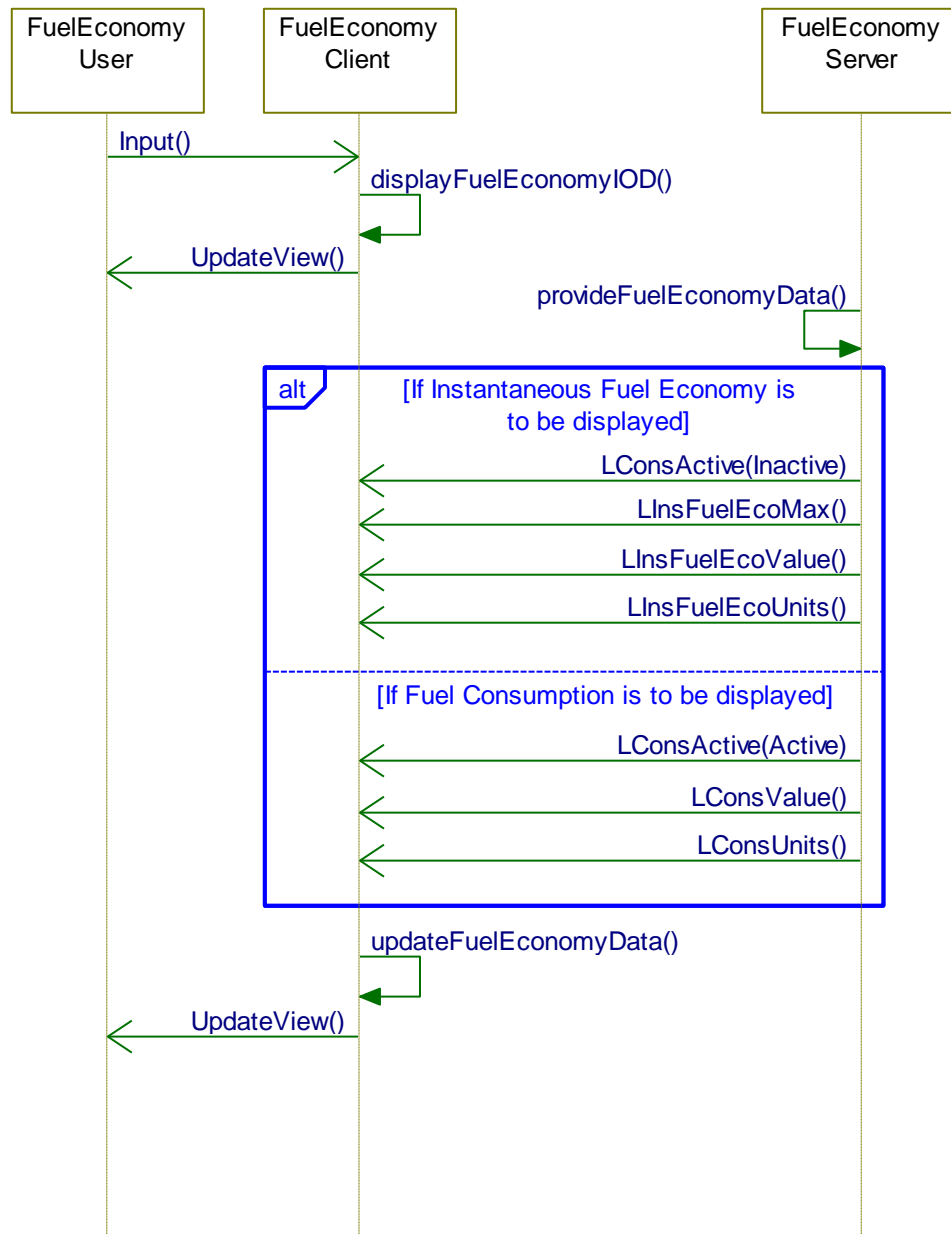 FuelEconomy
User
FuelEconomy
Client
FuelEconomy
Server
Input()
displayFuelEconomyIOD()
UpdateView()
provideFuelEconomyData()
alt
[If Instantaneous Fuel Economy is
to be displayed]
LConsActive(Inactive)
LInsFuelEcoMax()
LInsFuelEcoValue()
LInsFuelEcoUnits()
[If Fuel Consumption is to be displayed]
LConsActive(Active)
LConsValue()
LConsUnits()
updateFuelEconomyData()
UpdateView()